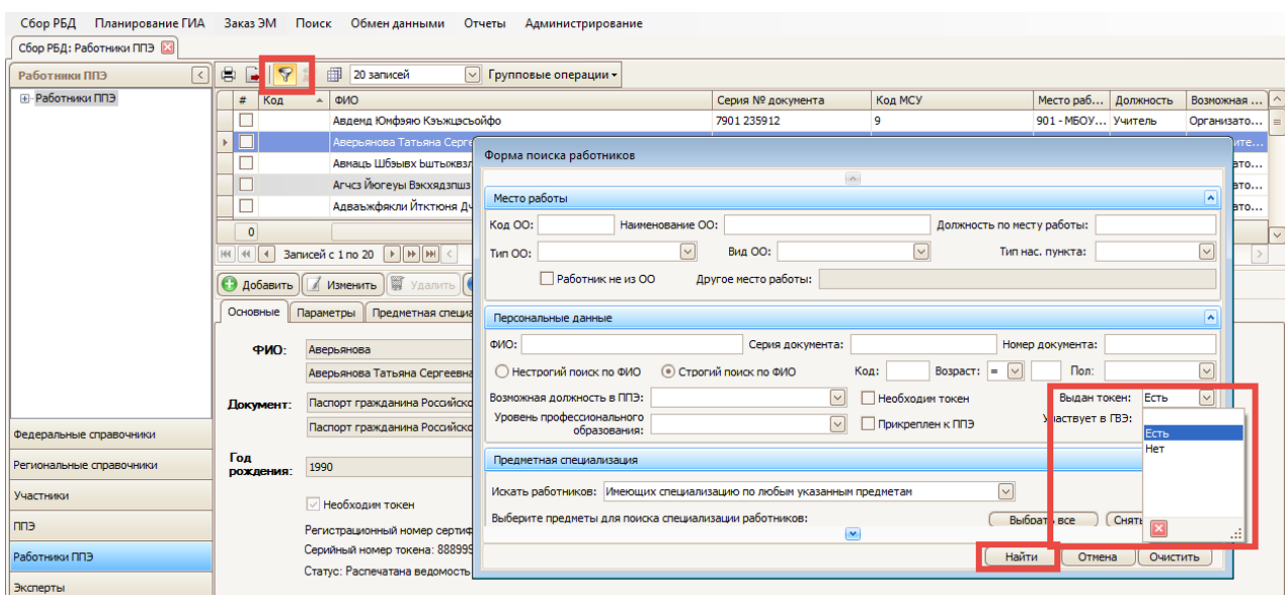 Сбор РБД Планирование ГИА Заказ ЭМ Поиск Обмен данными Отчеты Администрирование
Сбор РБД: Работники ППЭ
Работники ППЭ
20 записей Групповые операции
Работники ППЭ
# Код ФИО Серия № документа Код МСУ Место раб... Должность Возможная ...
Авденд Юнфэяю Кэъжцэсъойфо 7901 235912 9 901 - МБОУ... Учитель Организато...
Аверьянова Татьяна Серге
Авнацъ Шбэывх Ьштыожвзл
Агчсз Йюгеуы Вэкхядзпшз
Адваъжфякли Йтктюня Дч
0
Записей с 1 по 20
Добавить Изменить Удалить
Основные Параметры Предметная специа
ФИО: Аверьянова
Аверьянова Татьяна Сергеевна
Документ: Паспорт гражданина Российско
Паспорт гражданина Российско
Год рождения: 1990
Необходим токен
Регистрационный номер сертиф
Серийный номер токена: 888999
Статус: Распечатана ведомость
Федеральные справочники
Региональные справочники
Участники
ППЭ
Работники ППЭ
Эксперты
Форма поиска работников
Место работы
Код ОО: Наименование ОО: Должность по месту работы:
Тип ОО: Вид ОО: Тип нас. пункта:
Работник не из ОО Другое место работы:
Персональные данные
ФИО: Серия документа: Номер документа:
Нестрогий поиск по ФИО Строгий поиск по ФИО Код: Возраст: = Пол:
Возможная должность в ППЭ: Необходим токен Выдан токен: Есть
Уровень профессионального образования: Прикреплен к ППЭ Участвует в ГВЭ:
Есть
Нет
Предметная специализация
Искать работников: Имеющих специализацию по любым указанным предметам
Выберите предметы для поиска специализации работников: Выбрать все Снять
Найти Отмена Очистить